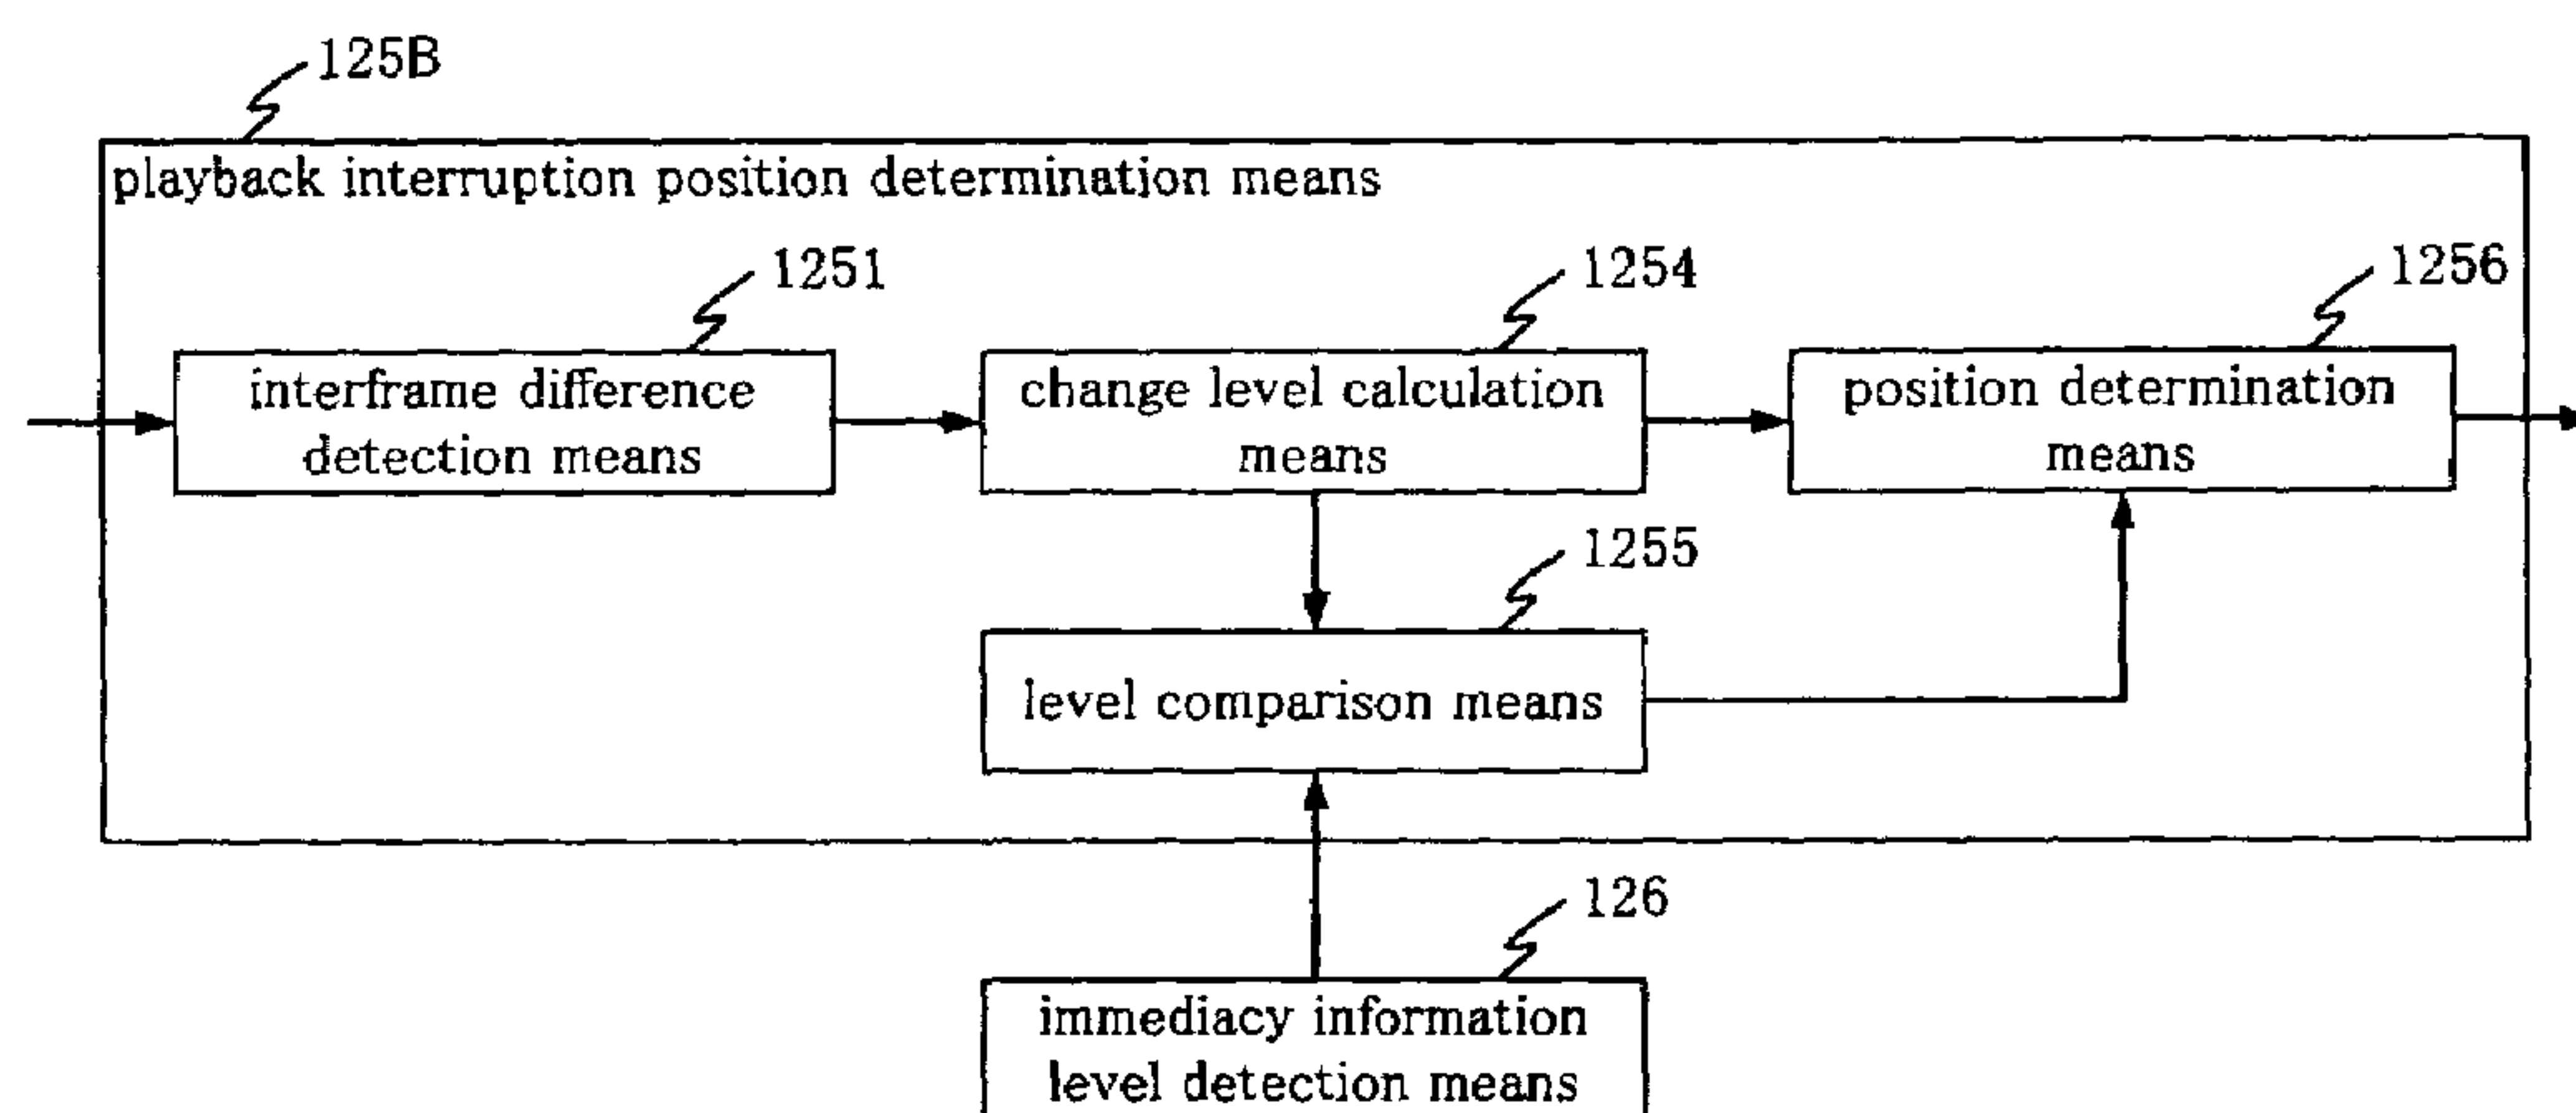 125B
playback interruption position determination means
1251
1254
1256
interframe difference
detection means
change level calculation
means
position determination
means
1255
level comparison means
126
immediacy information
level detection means